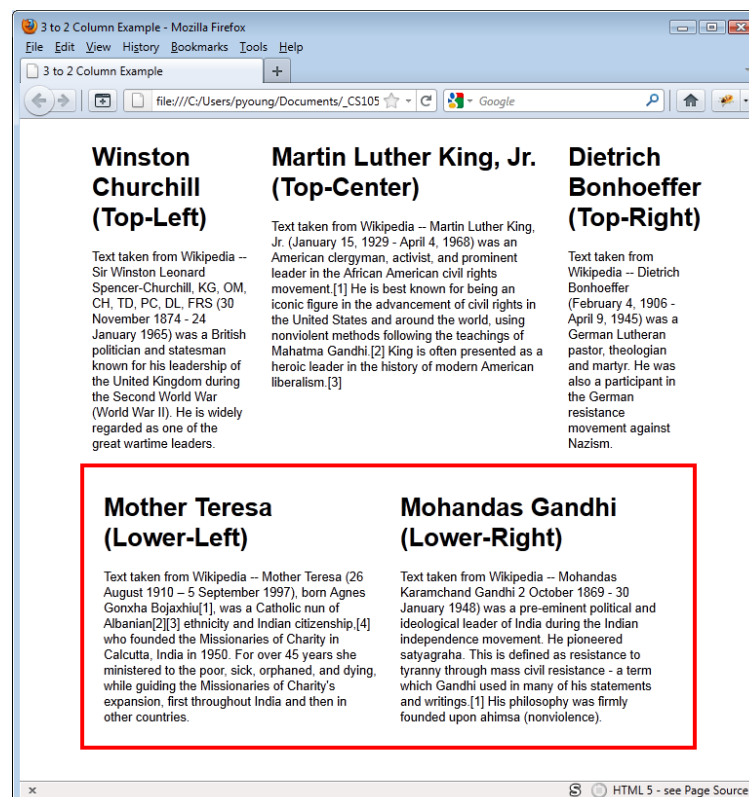 3 to 2 Column Example - Mozilla Firefox
File Edit View History Bookmarks Tools Help
3 to 2 Column Example
file:///C:/Users/pyoung/Documents/_CS105
Google
Winston
Churchill
(Top-Left)
Text taken from Wikipedia --
Sir Winston Leonard
Spencer-Churchill, KG, OM,
CH, TD, PC, DL, FRS (30
November 1874 - 24
January 1965) was a British
politician and statesman
known for his leadership of
the United Kingdom during
the Second World War
(World War II). He is widely
regarded as one of the
great wartime leaders.
Martin Luther King, Jr.
(Top-Center)
Text taken from Wikipedia -- Martin Luther King,
Jr. (January 15, 1929 - April 4, 1968) was an
American clergyman, activist, and prominent
leader in the African American civil rights
movement.[1] He is best known for being an
iconic figure in the advancement of civil rights in
the United States and around the world, using
nonviolent methods following the teachings of
Mahatma Gandhi.[2] King is often presented as a
heroic leader in the history of modern American
liberalism.[3]
Dietrich
Bonhoeffer
(Top-Right)
Text taken from
Wikipedia -- Dietrich
Bonhoeffer
(February 4, 1906 -
April 9, 1945) was a
German Lutheran
pastor, theologian
and martyr. He was
also a participant in
the German
resistance
movement against
Nazism.
Mother Teresa
(Lower-Left)
Text taken from Wikipedia -- Mother Teresa (26
August 1910 – 5 September 1997), born Agnes
Gonxha Bojaxhiu[1], was a Catholic nun of
Albanian[2][3] ethnicity and Indian citizenship,[4]
who founded the Missionaries of Charity in
Calcutta, India in 1950. For over 45 years she
ministered to the poor, sick, orphaned, and dying,
while guiding the Missionaries of Charity's
expansion, first throughout India and then in
other countries.
Mohandas Gandhi
(Lower-Right)
Text taken from Wikipedia -- Mohandas
Karamchand Gandhi 2 October 1869 - 30
January 1948) was a pre-eminent political and
ideological leader of India during the Indian
independence movement. He pioneered
satyagraha. This is defined as resistance to
tyranny through mass civil resistance - a term
which Gandhi used in many of his statements
and writings.[1] His philosophy was firmly
founded upon ahimsa (nonviolence).
HTML 5 - see Page Source